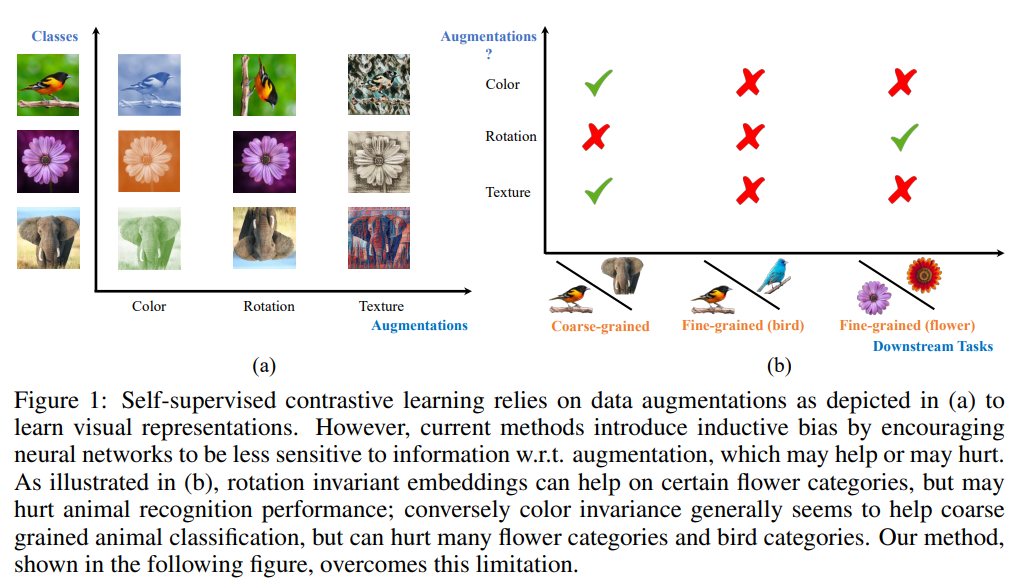 Classes
Color
Rotation
Texture
Augmentations
(a)
Augmentations
?
Color
Rotation
Texture
Coarse-grained
Fine-grained (bird)
Fine-grained (flower)
Downstream Tasks
(b)
Figure 1: Self-supervised contrastive learning relies on data augmentations as depicted in (a) to
learn visual representations. However, current methods introduce inductive bias by encouraging
neural networks to be less sensitive to information w.r.t. augmentation, which may help or may hurt.
As illustrated in (b), rotation invariant embeddings can help on certain flower categories, but may
hurt animal recognition performance; conversely color invariance generally seems to help coarse
grained animal classification, but can hurt many flower categories and bird categories. Our method,
shown in the following figure, overcomes this limitation.